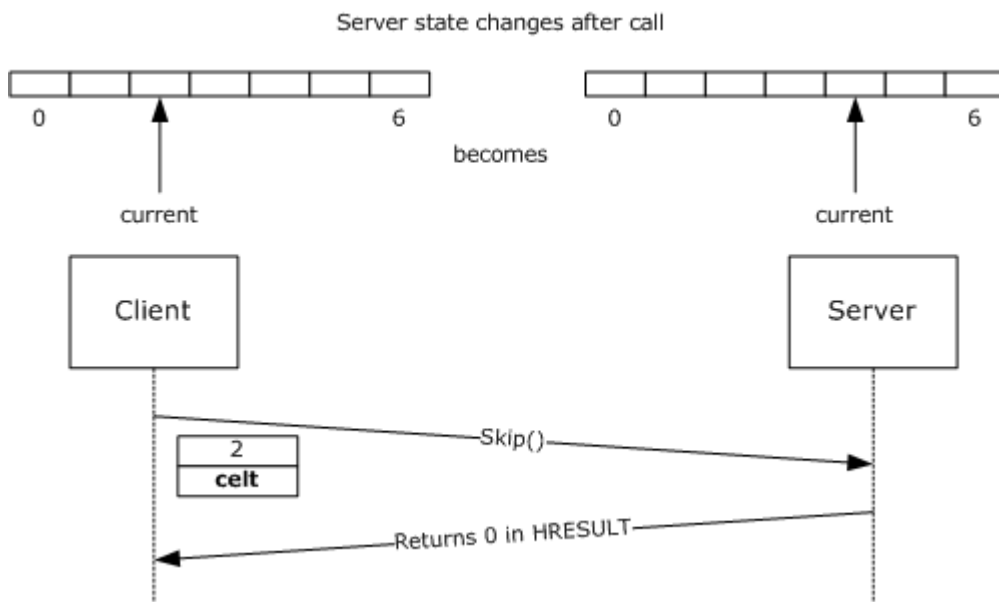 Server state changes after call
0 6 0 6
becomes
current current
Client Server
Skip()
2
celt
Returns 0 in HRESULT